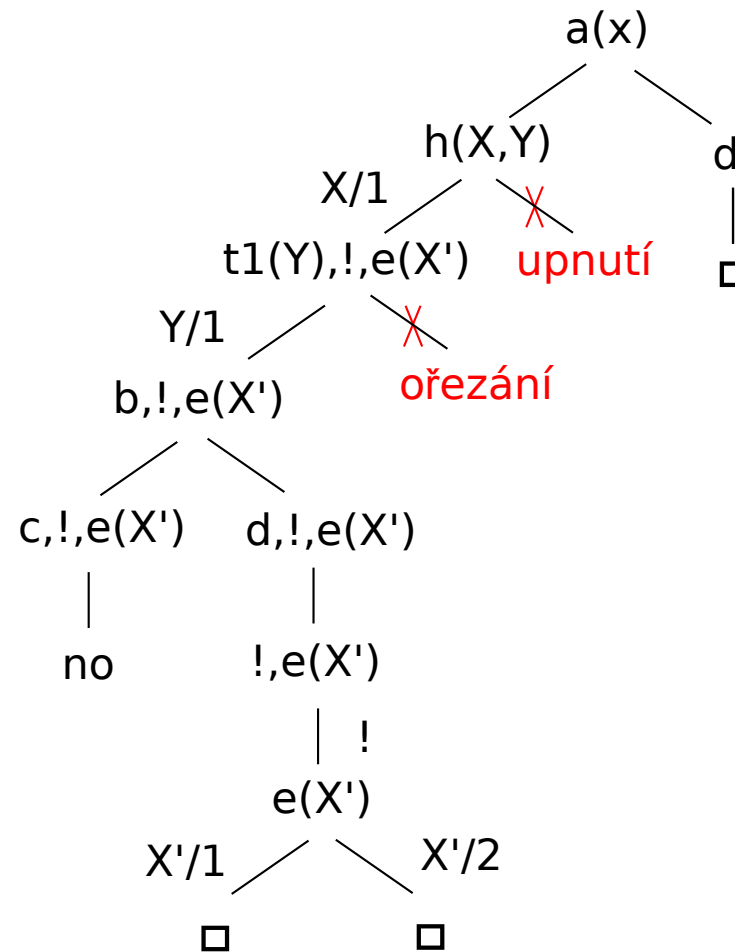 a(x)
h(X,Y)
d
X/1
t1(Y),!,e(X')
upnutí
Y/1
ořezání
b,!,e(X')
c,!,e(X')
d,!,e(X')
no
!,e(X')
!
e(X')
X'/1
X'/2